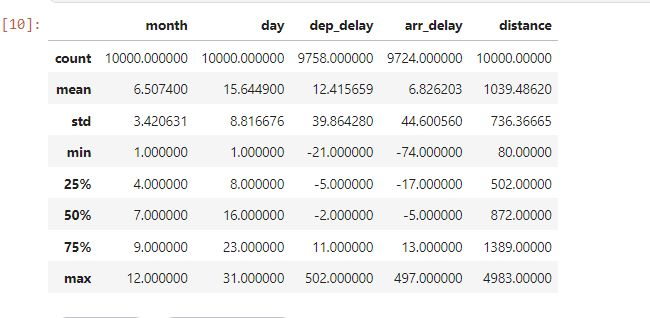 [10]: month day dep_delay arr_delay distance
count 10000.000000 10000.000000 9758.000000 9724.000000 10000.00000
mean 6.507400 15.644900 12.415659 6.826203 1039.48620
std 3.420631 8.816676 39.864280 44.600560 736.36665
min 1.000000 1.000000 -21.000000 -74.000000 80.00000
25% 4.000000 8.000000 -5.000000 -17.000000 502.00000
50% 7.000000 16.000000 -2.000000 -5.000000 872.00000
75% 9.000000 23.000000 11.000000 13.000000 1389.00000
max 12.000000 31.000000 502.000000 497.000000 4983.00000